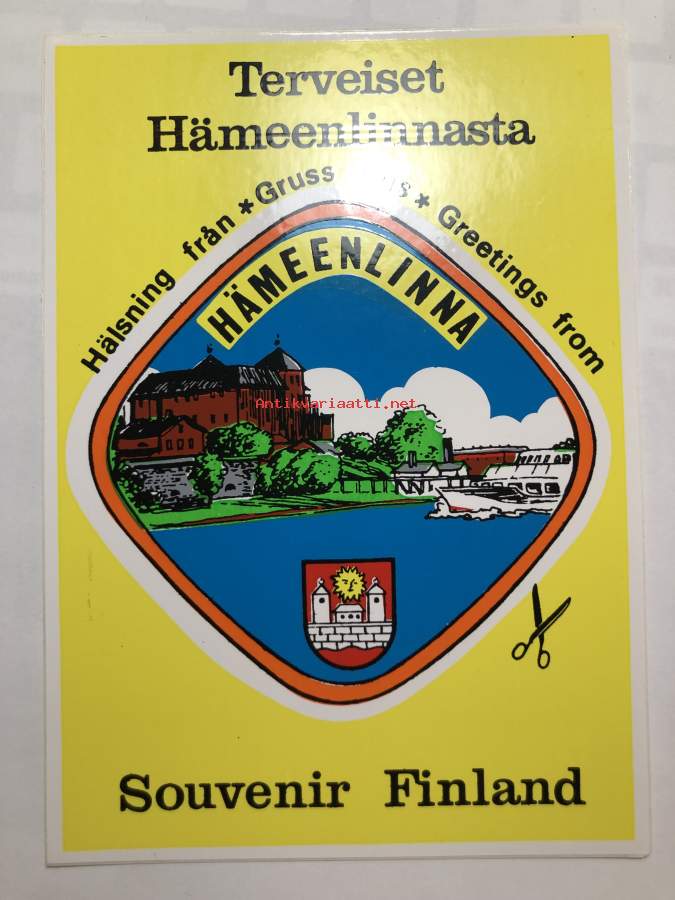 Terveiset
Hämeenlinnasta
Hälsning från * Gruss * Greetings from
HÄMEENLINNA
Antikvariaatti.net
Souvenir Finland